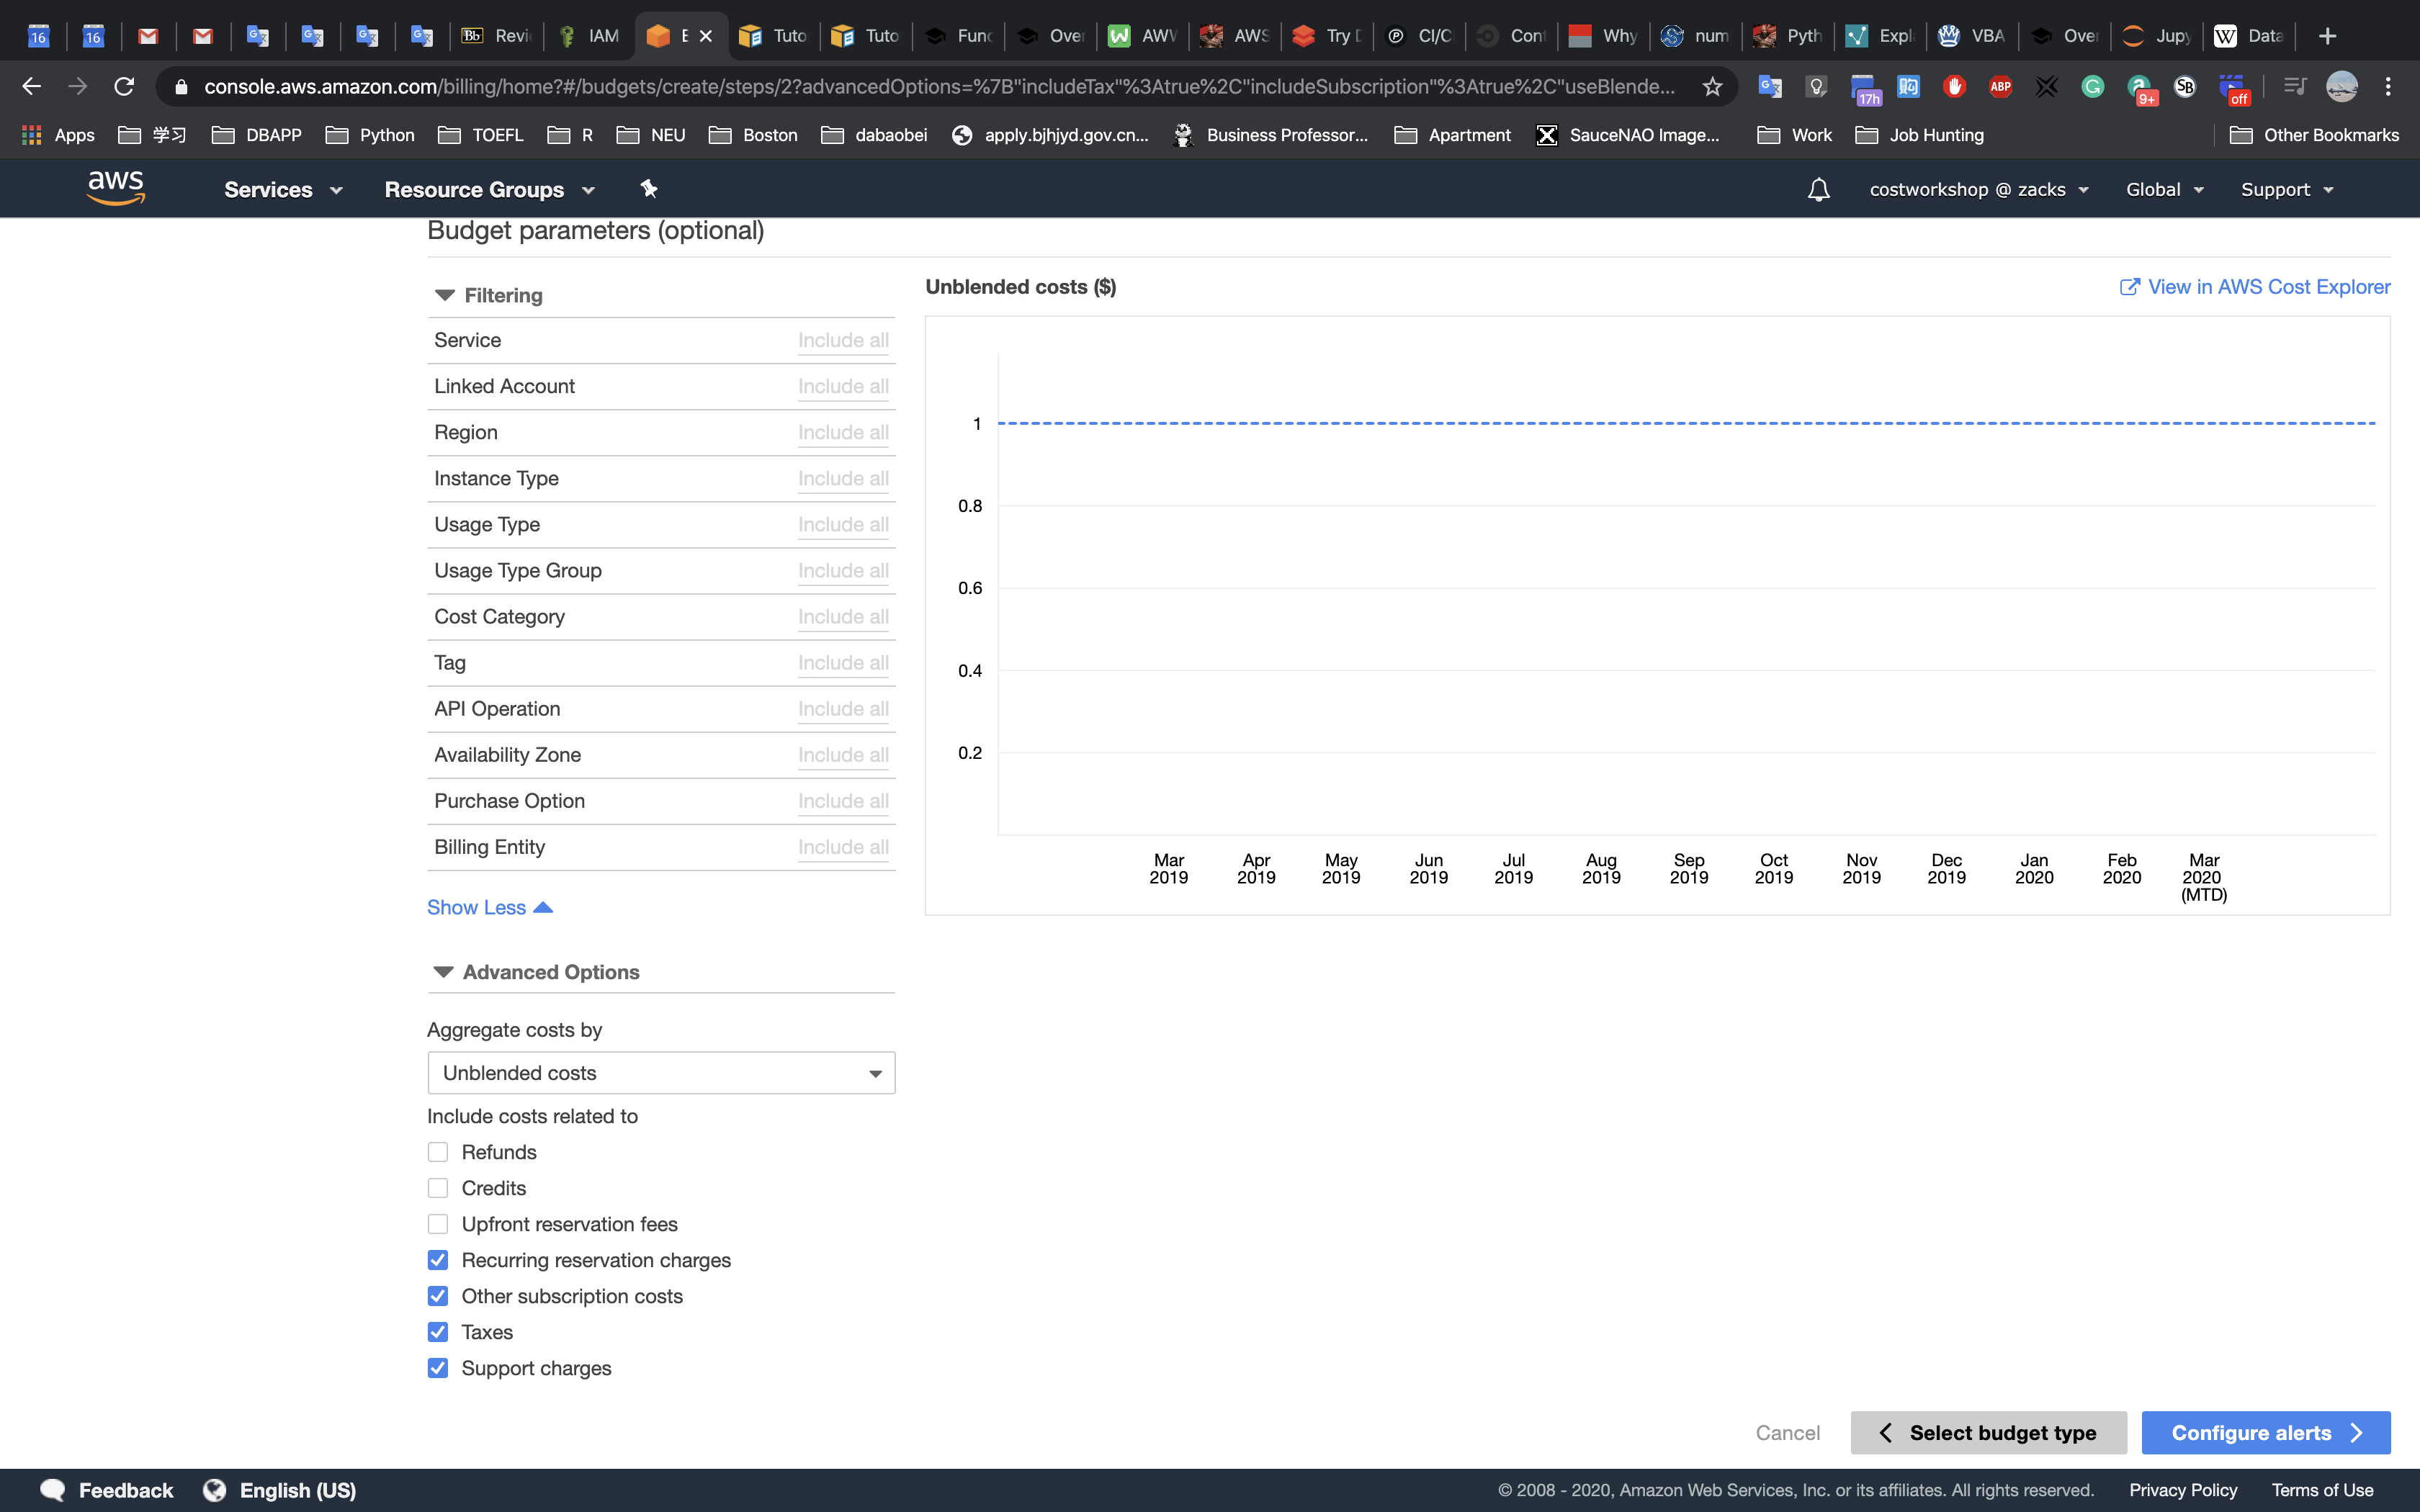 16 16 Bb Revi IAM E Tuto Tuto Func Over AWV AWS Try D CI/C Cont Why num Pyth Expl VBA Over Jupy W Data
console.aws.amazon.com/billing/home?#/budgets/create/steps/2?advancedOptions=%7B"includeTax"%3Atrue%2C"includeSubscription"%3Atrue%2C"useBlende... 17h ABP 9+ SB off
Apps 学习 DBAPP Python TOEFL R NEU Boston dabaobei apply.bjhjyd.gov.cn... Business Professor... Apartment SauceNAO Image... Work Job Hunting Other Bookmarks
aws Services Resource Groups costworkshop @ zacks Global Support
Budget parameters (optional)
Filtering
Service Include all
Linked Account Include all
Region Include all
Instance Type Include all
Usage Type Include all
Usage Type Group Include all
Cost Category Include all
Tag Include all
API Operation Include all
Availability Zone Include all
Purchase Option Include all
Billing Entity Include all
Show Less
Unblended costs ($) View in AWS Cost Explorer
1
0.8
0.6
0.4
0.2
Mar Apr May Jun Jul Aug Sep Oct Nov Dec Jan Feb Mar
2019 2019 2019 2019 2019 2019 2019 2019 2019 2019 2020 2020 2020
(MTD)
Advanced Options
Aggregate costs by
Unblended costs
Include costs related to
Refunds
Credits
Upfront reservation fees
Recurring reservation charges
Other subscription costs
Taxes
Support charges
Cancel Select budget type Configure alerts
Feedback English (US) © 2008 - 2020, Amazon Web Services, Inc. or its affiliates. All rights reserved. Privacy Policy Terms of Use